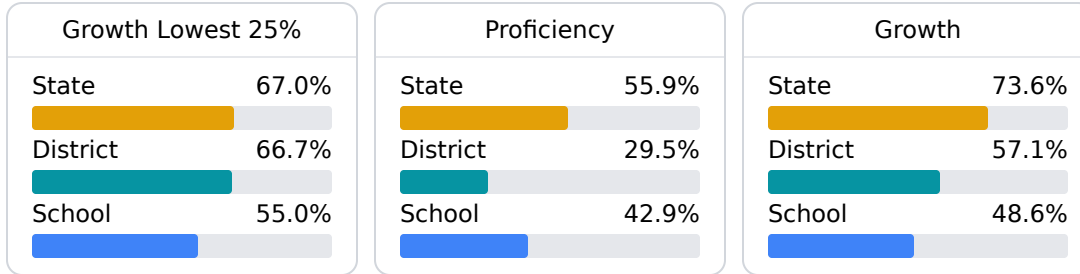 Growth Lowest 25%
State 67.0%
District 66.7%
School 55.0%
Proficiency
State 55.9%
District 29.5%
School 42.9%
Growth
State 73.6%
District 57.1%
School 48.6%